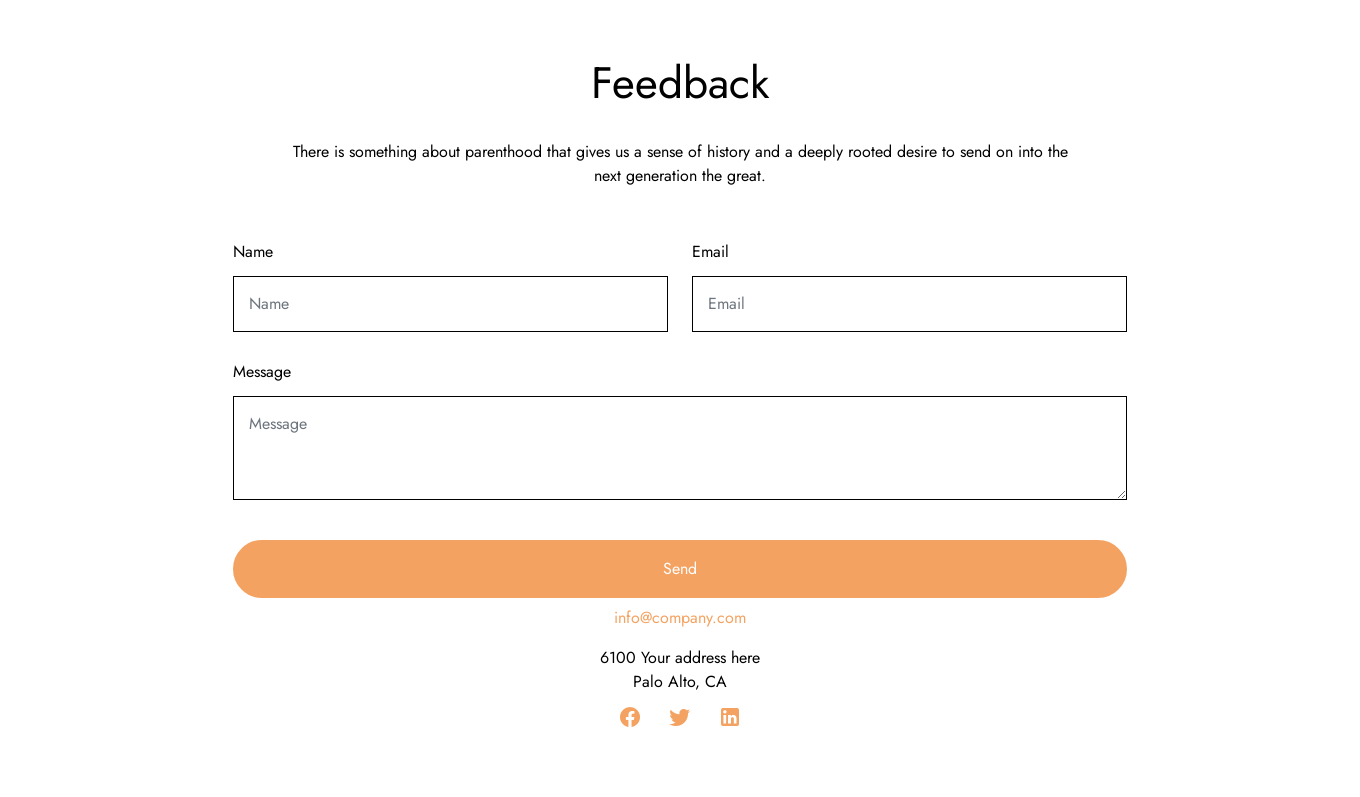 Feedback
There is something about parenthood that gives us a sense of history and a deeply rooted desire to send on into the
next generation the great.
Name
Email
Name
Email
Message
Message
Send
info@company.com
6100 Your address here
Palo Alto, CA